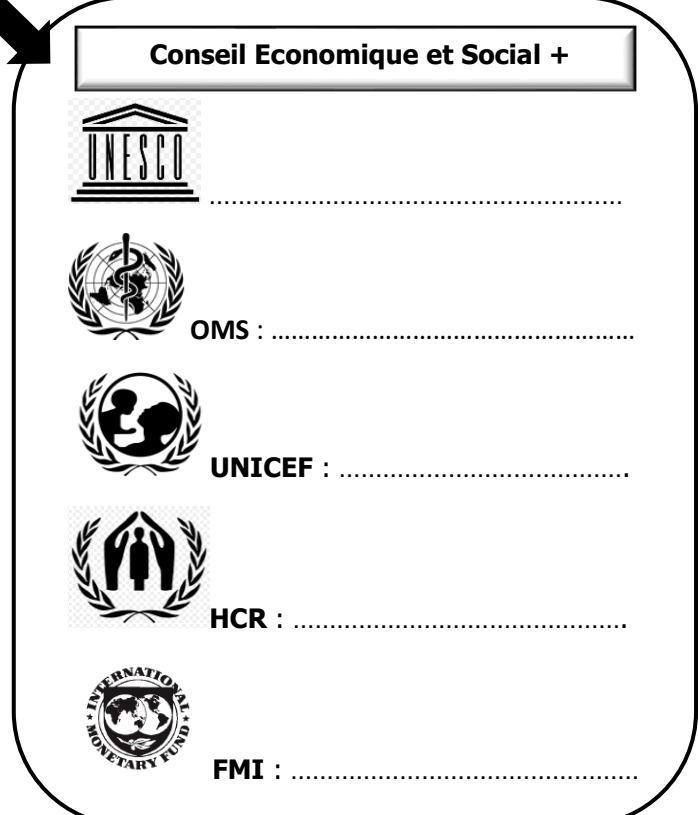 Conseil Economique et Social +
UNESCO
........................................................
OMS : .................................................
UNICEF : .......................................
HCR : .............................................
INTERNATIONAL MONETARY FUND
FMI : ...............................................